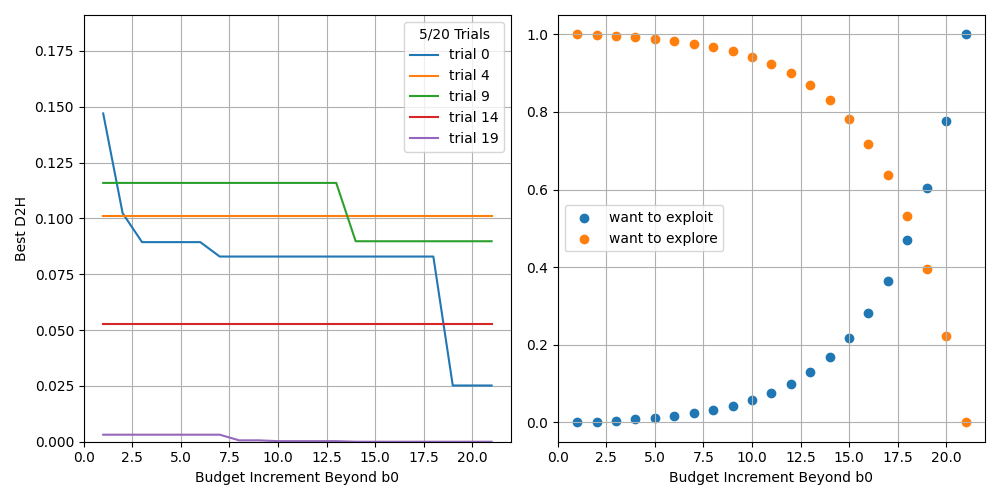 5/20 Trials
trial 0
trial 4
trial 9
trial 14
trial 19
0.175
0.150
0.125
0.100
0.075
0.050
0.025
0.000
Best D2H
0.0 2.5 5.0 7.5 10.0 12.5 15.0 17.5 20.0
Budget Increment Beyond b0
1.0
0.8
0.6
0.4
0.2
0.0
want to exploit
want to explore
0.0 2.5 5.0 7.5 10.0 12.5 15.0 17.5 20.0
Budget Increment Beyond b0